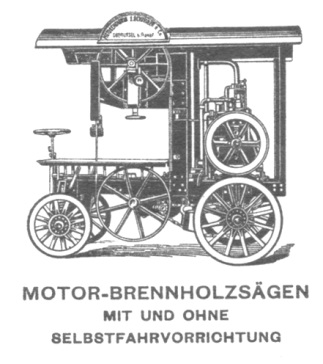 MOTOR-BRENNHOLZSÄGEN
MIT UND OHNE
SELBSTFAHRVORRICHTUNG